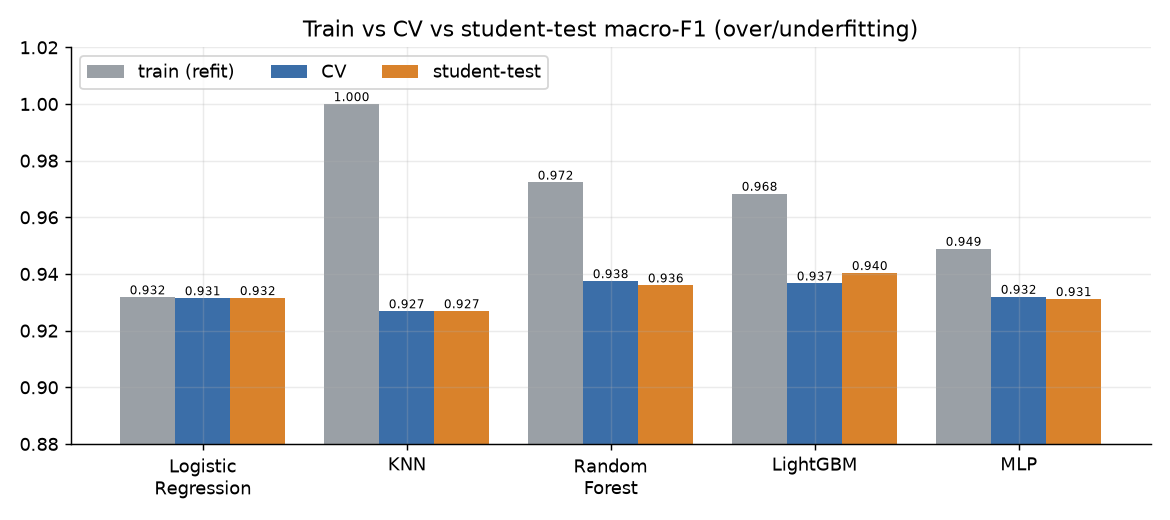 Train vs CV vs student-test macro-F1 (over/underfitting)
train (refit) CV student-test
1.02
1.00
0.98
0.96
0.94
0.92
0.90
0.88
0.932 0.931 0.932
1.000 0.927 0.927
0.972 0.938 0.936
0.968 0.937 0.940
0.949 0.932 0.931
Logistic
Regression
KNN
Random
Forest
LightGBM
MLP